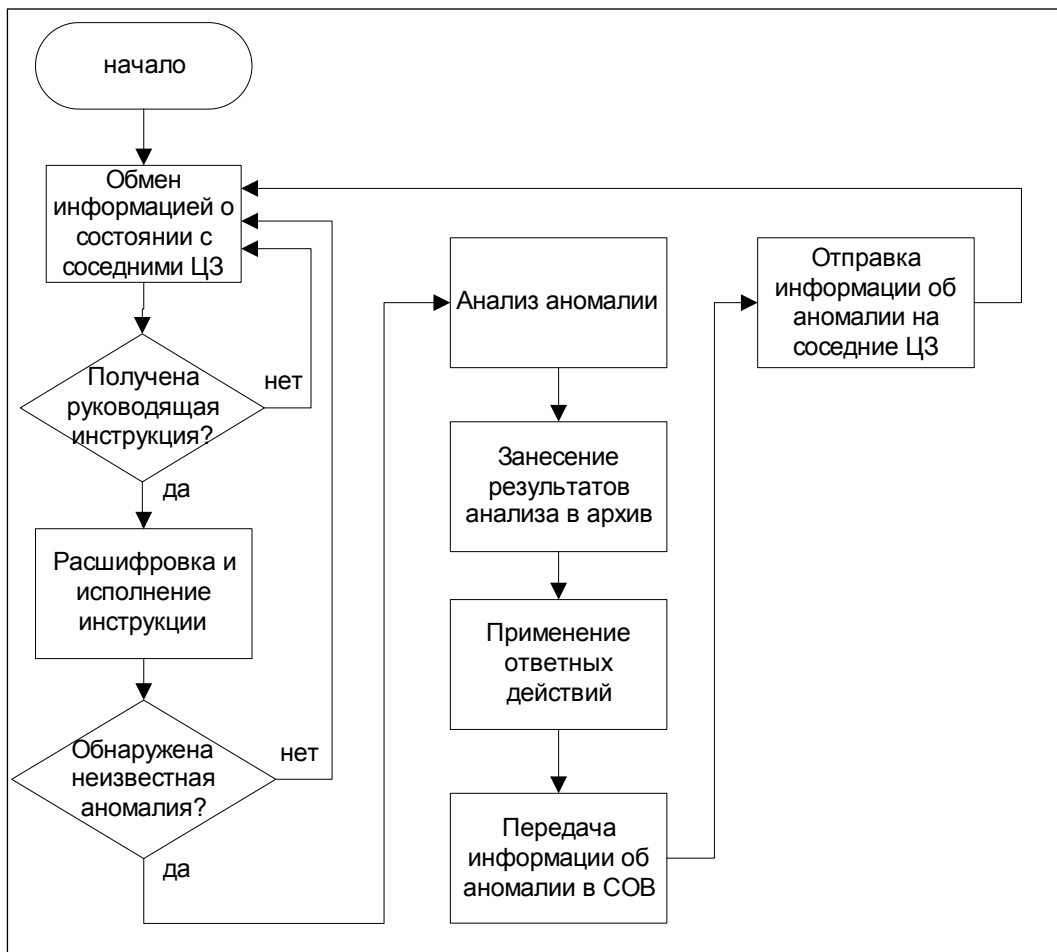 начало
Обмен
информацией о
состоянии с
соседними ЦЗ
Получена
руководящая
инструкция?
нет
да
Расшифровка и
исполнение
инструкции
Обнаружена
неизвестная
аномалия?
нет
да
Анализ аномалии
Занесение
результатов
анализа в архив
Применение
ответных
действий
Передача
информации об
аномалии в СОВ
Отправка
информации об
аномалии на
соседние ЦЗ